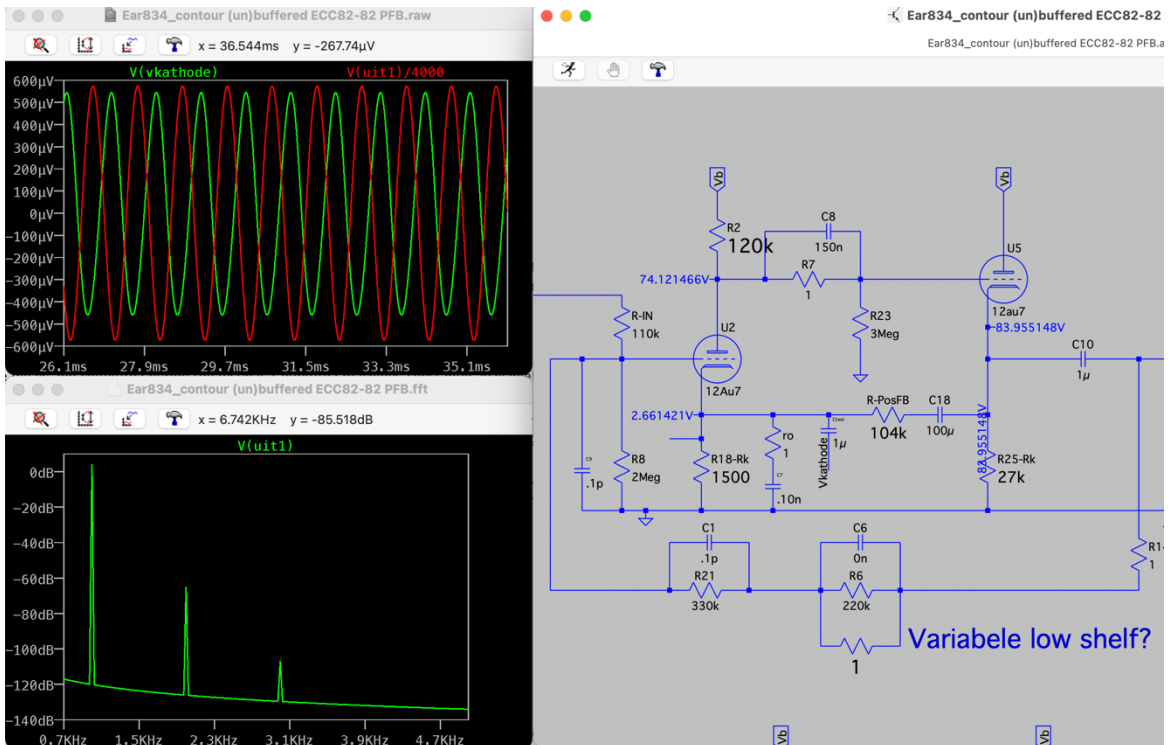 Ear834_contour (un)buffered ECC82-82 PFB.raw
x = 36.544ms y = -267.74µV
V(vkathode) V(uit1)/4000
600µV
500µV
400µV
300µV
200µV
100µV
0µV
-100µV
-200µV
-300µV
-400µV
-500µV
-600µV
26.1ms 27.9ms 29.7ms 31.5ms 33.3ms 35.1ms
Ear834_contour (un)buffered ECC82-82 PFB.fft
x = 6.742KHz y = -85.518dB
V(uit1)
0dB
-20dB
-40dB
-60dB
-80dB
-100dB
-120dB
-140dB
0.7KHz 1.5KHz 2.3KHz 3.1KHz 3.9KHz 4.7KHz
Ear834_contour (un)buffered ECC82-82
Ear834_contour (un)buffered ECC82-82 PFB.a
Vb
Vb
R2
120k
C8
150n
U5
74.121466V
R7
1
12au7
R-IN
110k
U2
R23
3Meg
83.955148V
12Au7
C10
1µ
2.661421V
R-PosFB
104k
C18
100µ
83.955148V
C9
.1p
R8
2Meg
R18-Rk
1500
ro
1
C7
.10n
1µ
Vkathode
R25-Rk
27k
C1
.1p
R21
330k
C6
0n
R6
220k
1
R14
1
Variabele low shelf?
Vb
Vb